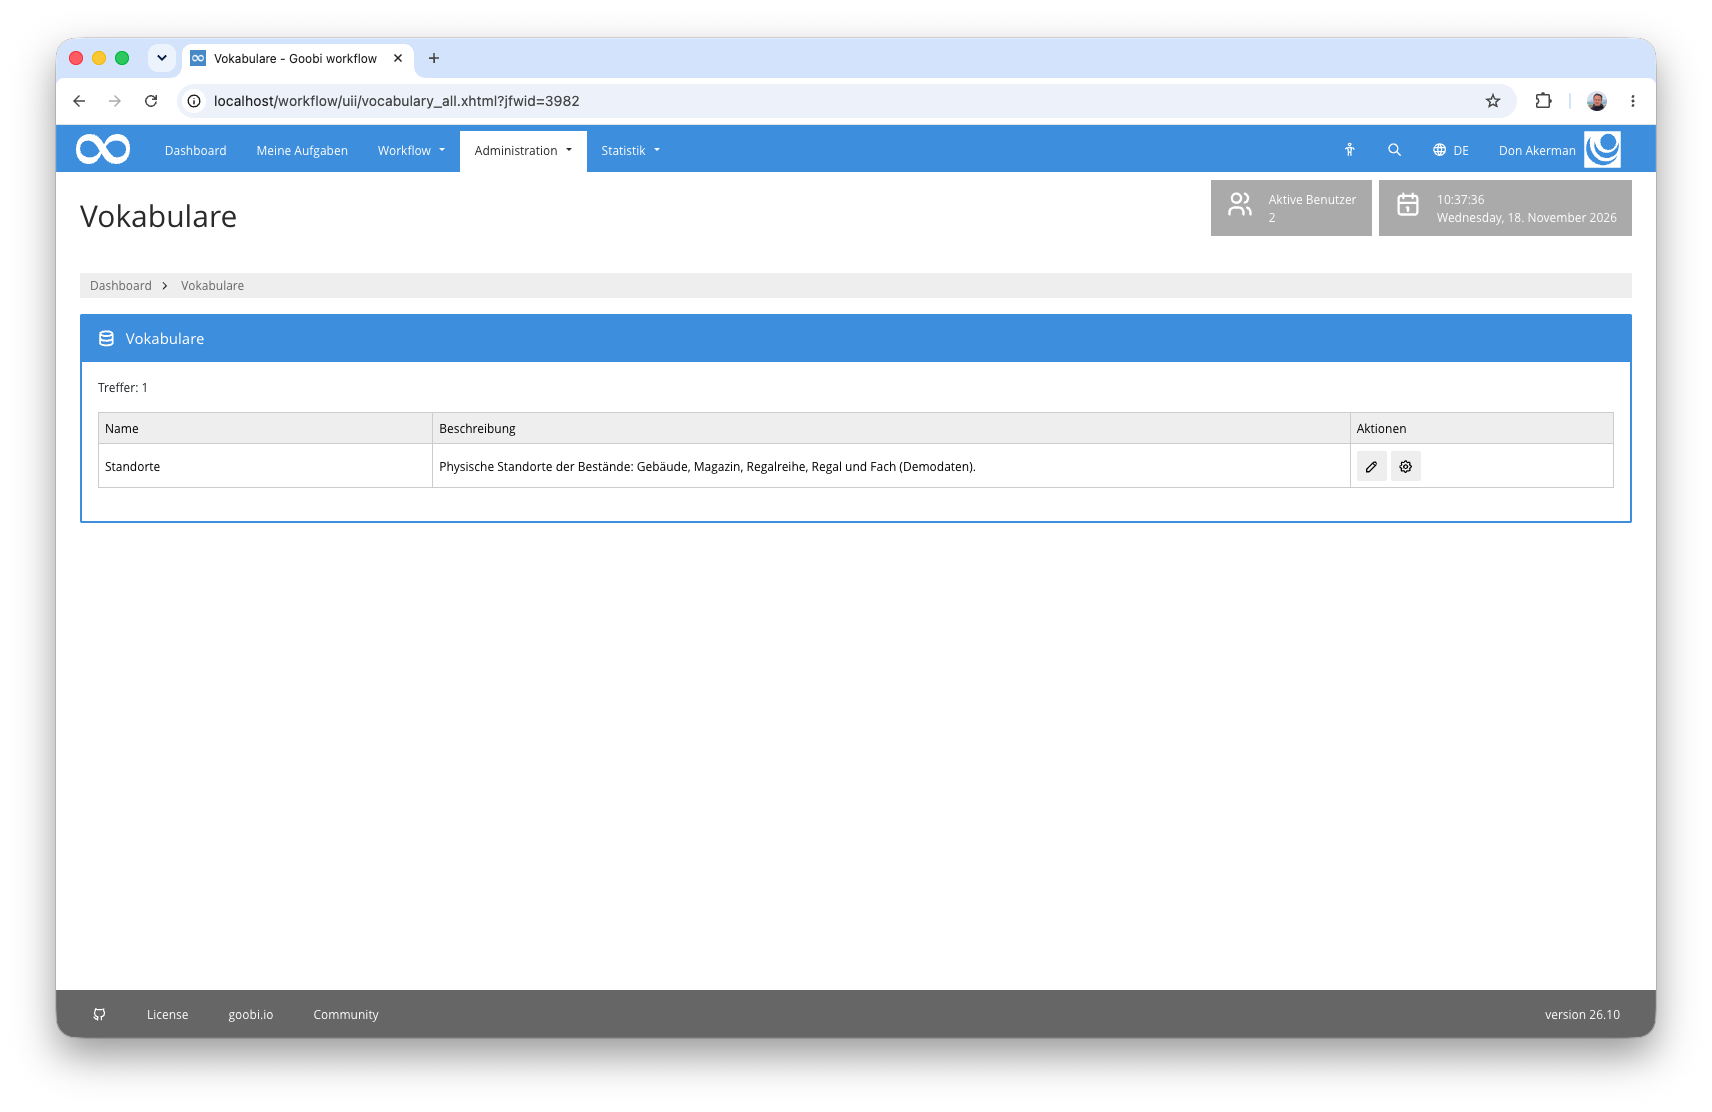 Vokabulare - Goobi workflow
localhost/workflow/uii/vocabulary_all.xhtml?jfwid=3982
Dashboard Meine Aufgaben Workflow Administration Statistik DE Don Akerman
Vokabulare
Aktive Benutzer
2
10:37:36
Wednesday, 18. November 2026
Dashboard Vokabulare
Vokabulare
Treffer: 1
Name Beschreibung Aktionen
Standorte Physische Standorte der Bestände: Gebäude, Magazin, Regalreihe, Regal und Fach (Demodaten).
License goobi.io Community version 26.10